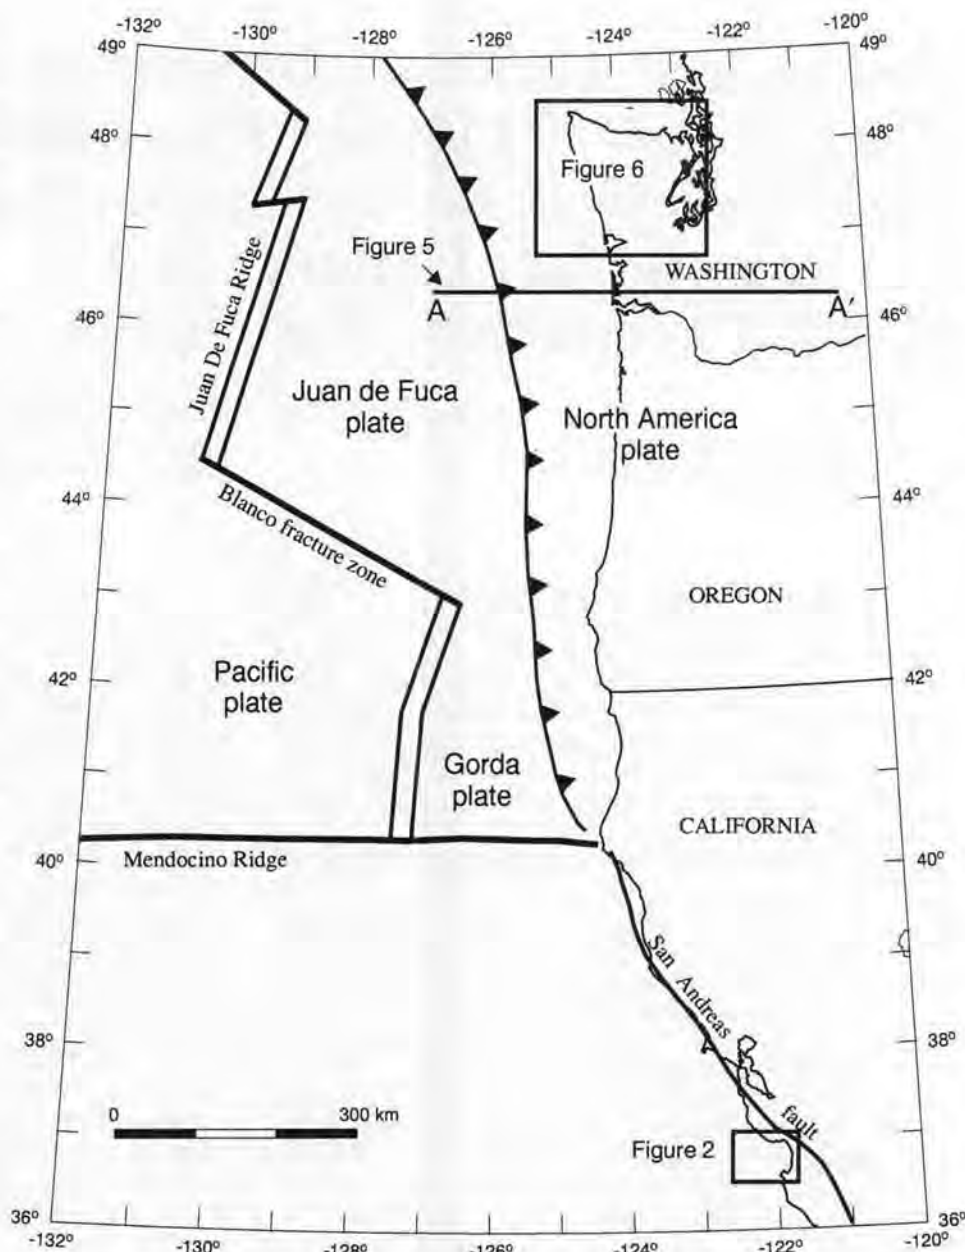 -132° -130° -128° -126° -124° -122° -120°
49° 49°
48° 48°
Figure 6
Juan De Fuca Ridge
Figure 5
WASHINGTON
A A'
46° 46°
Juan de Fuca
plate
North America
plate
44° 44°
Blanco fracture zone
OREGON
Pacific
plate
42° 42°
Gorda
plate
CALIFORNIA
40° 40°
Mendocino Ridge
San Andreas fault
38° 38°
0 300 km
Figure 2
36° 36°
-132° -130° -128° -126° -124° -122° -120°